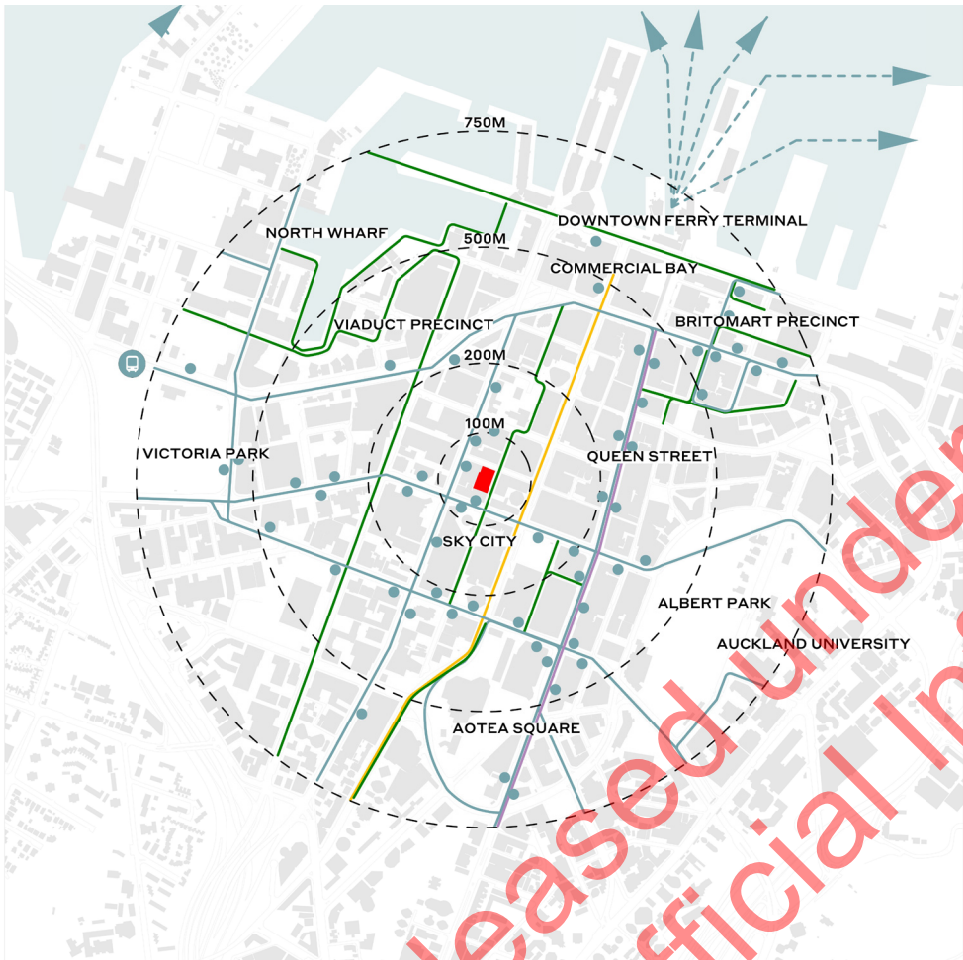 750M
DOWNTOWN FERRY TERMINAL
NORTH WHARF
500M
COMMERCIAL BAY
BRITOMART PRECINCT
VIADUCT PRECINCT
200M
100M
VICTORIA PARK
QUEEN STREET
SKY CITY
ALBERT PARK
AUCKLAND UNIVERSITY
AOTEA SQUARE
eased under
fficial In